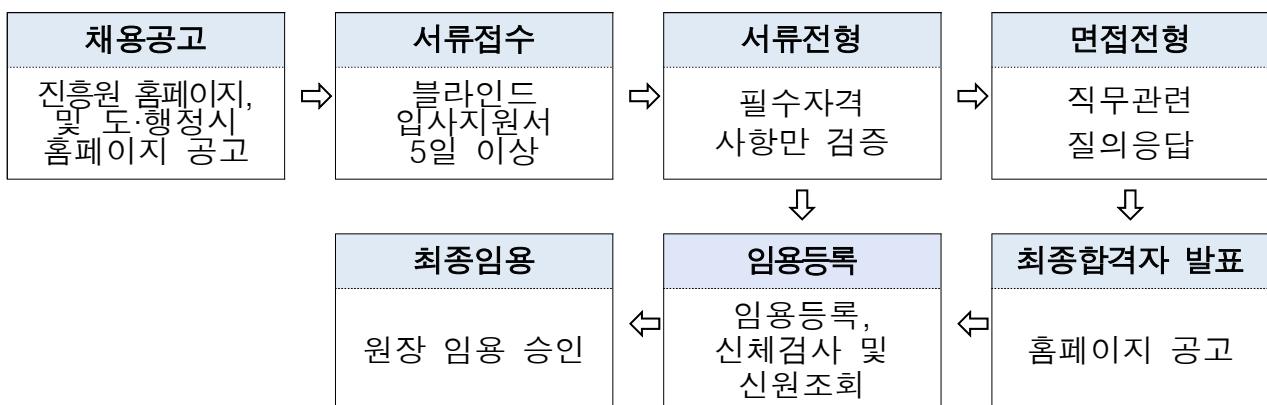 채용공고
진흥원 홈페이지,
및 도·행정시
홈페이지 공고
⇨
서류접수
블라인드
입사지원서
5일 이상
⇨
서류전형
필수자격
사항만 검증
⇨
면접전형
직무관련
질의응답
⇩
⇩
최종임용
원장 임용 승인
⇦
임용등록
임용등록,
신체검사 및
신원조회
⇦
최종합격자 발표
홈페이지 공고